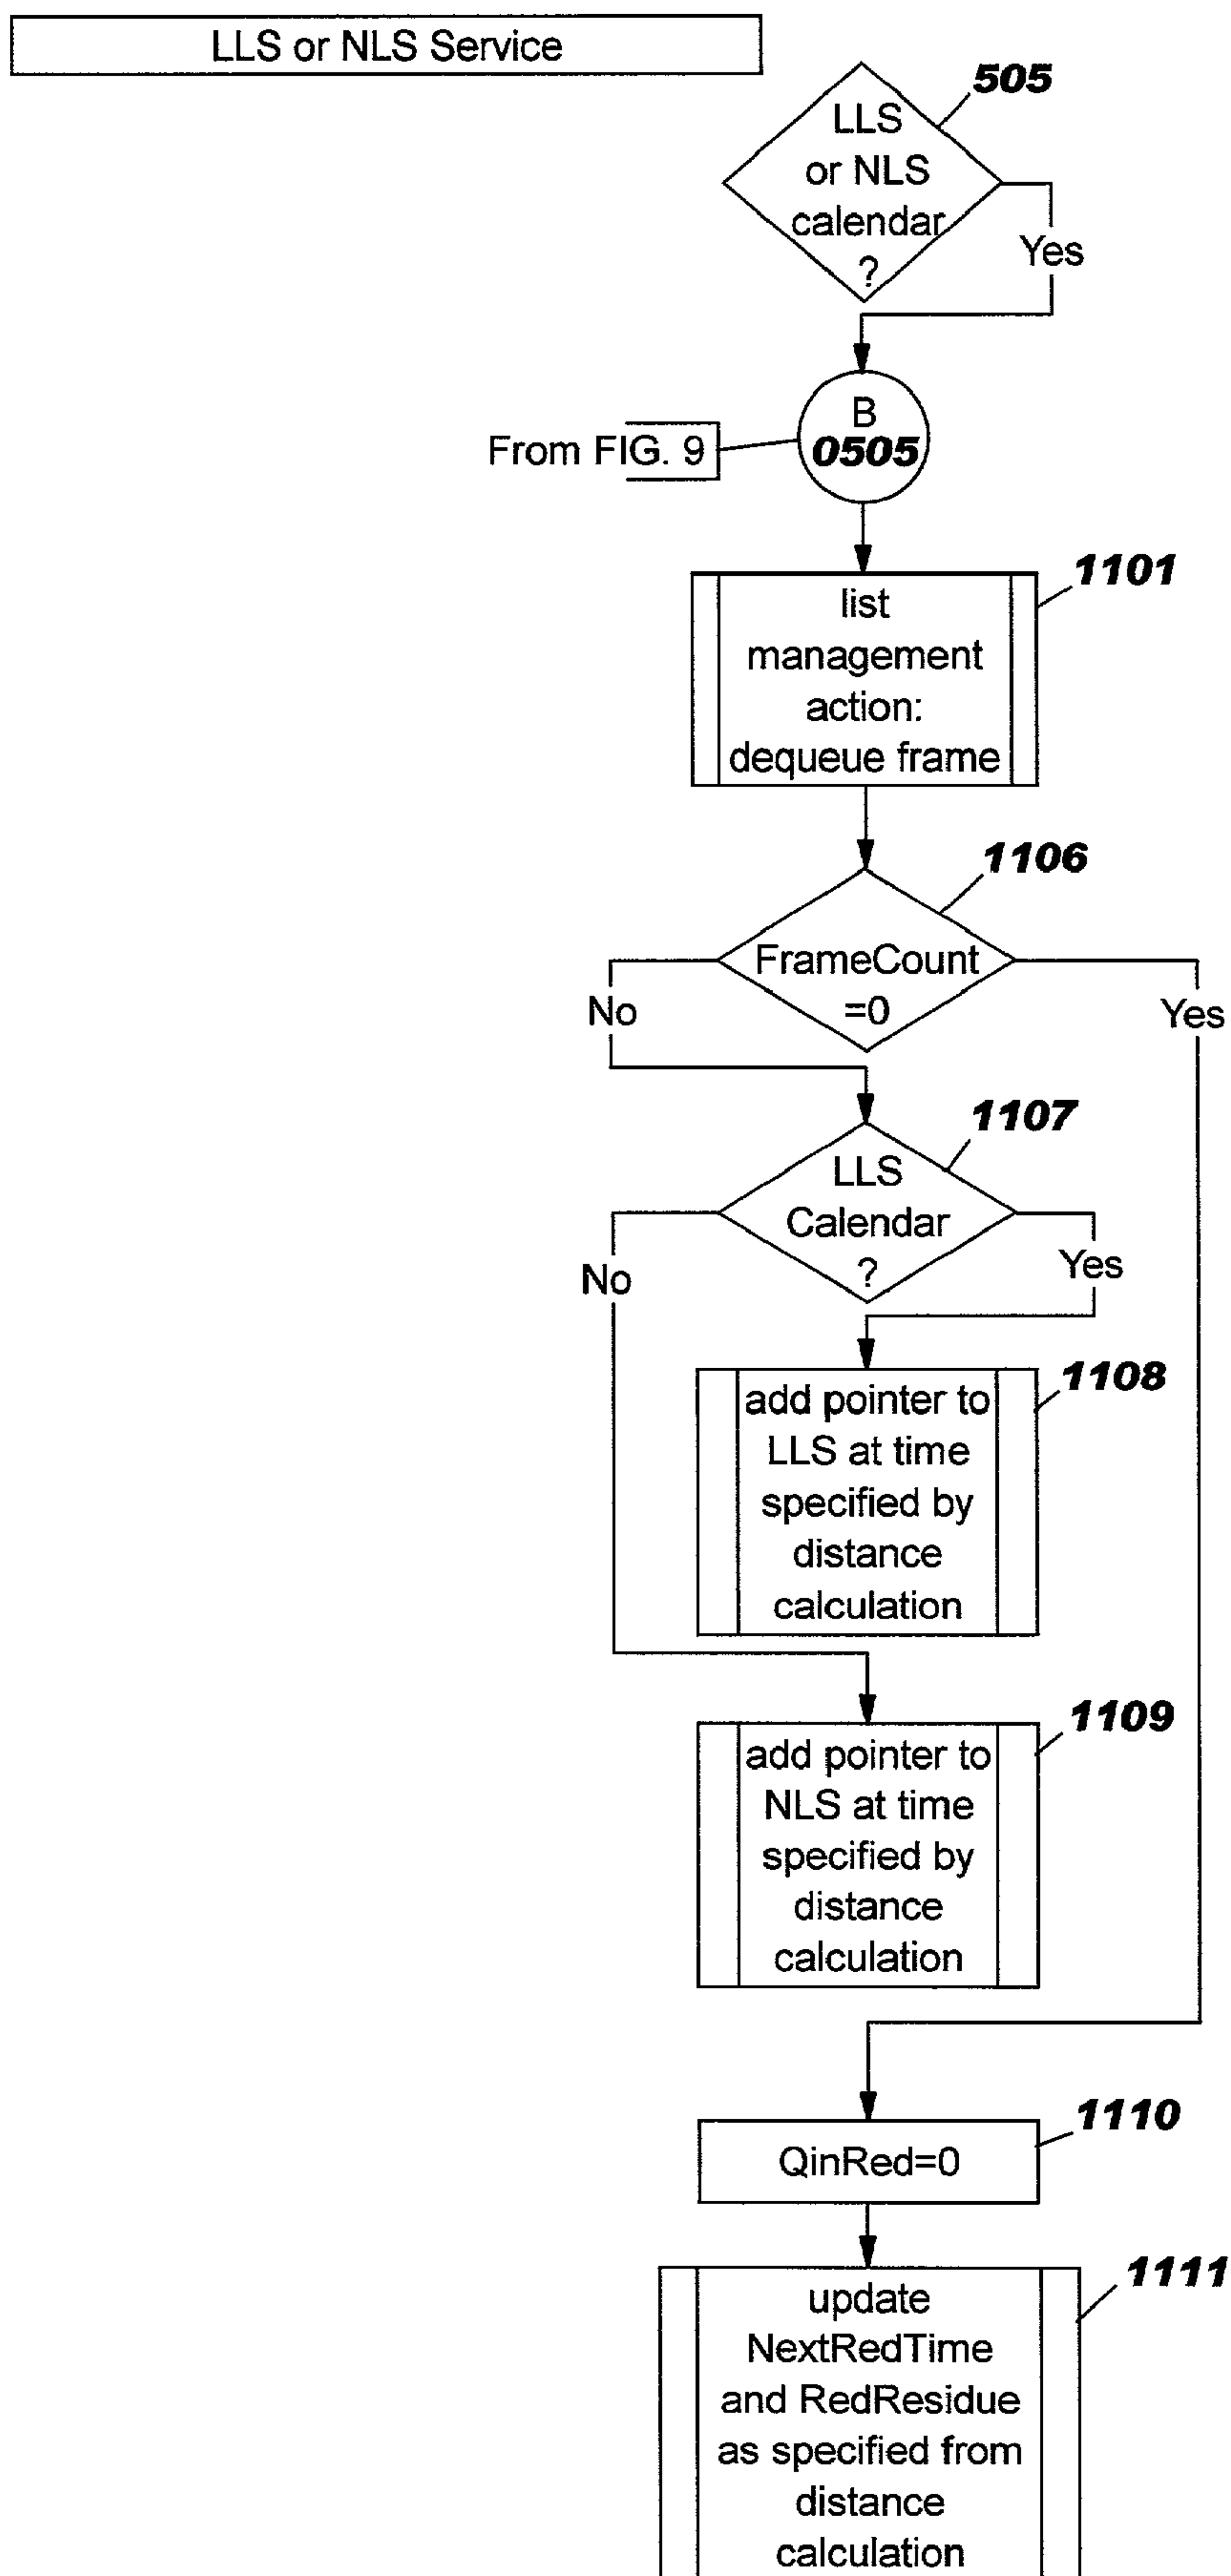 LLS or NLS Service
505
LLS
or NLS
calendar
?
Yes
B
0505
From FIG. 9
1101
list
management
action:
dequeue frame
1106
FrameCount
=0
No
Yes
1107
LLS
Calendar
?
No
Yes
1108
add pointer to
LLS at time
specified by
distance
calculation
1109
add pointer to
NLS at time
specified by
distance
calculation
1110
QinRed=0
1111
update
NextRedTime
and RedResidue
as specified from
distance
calculation